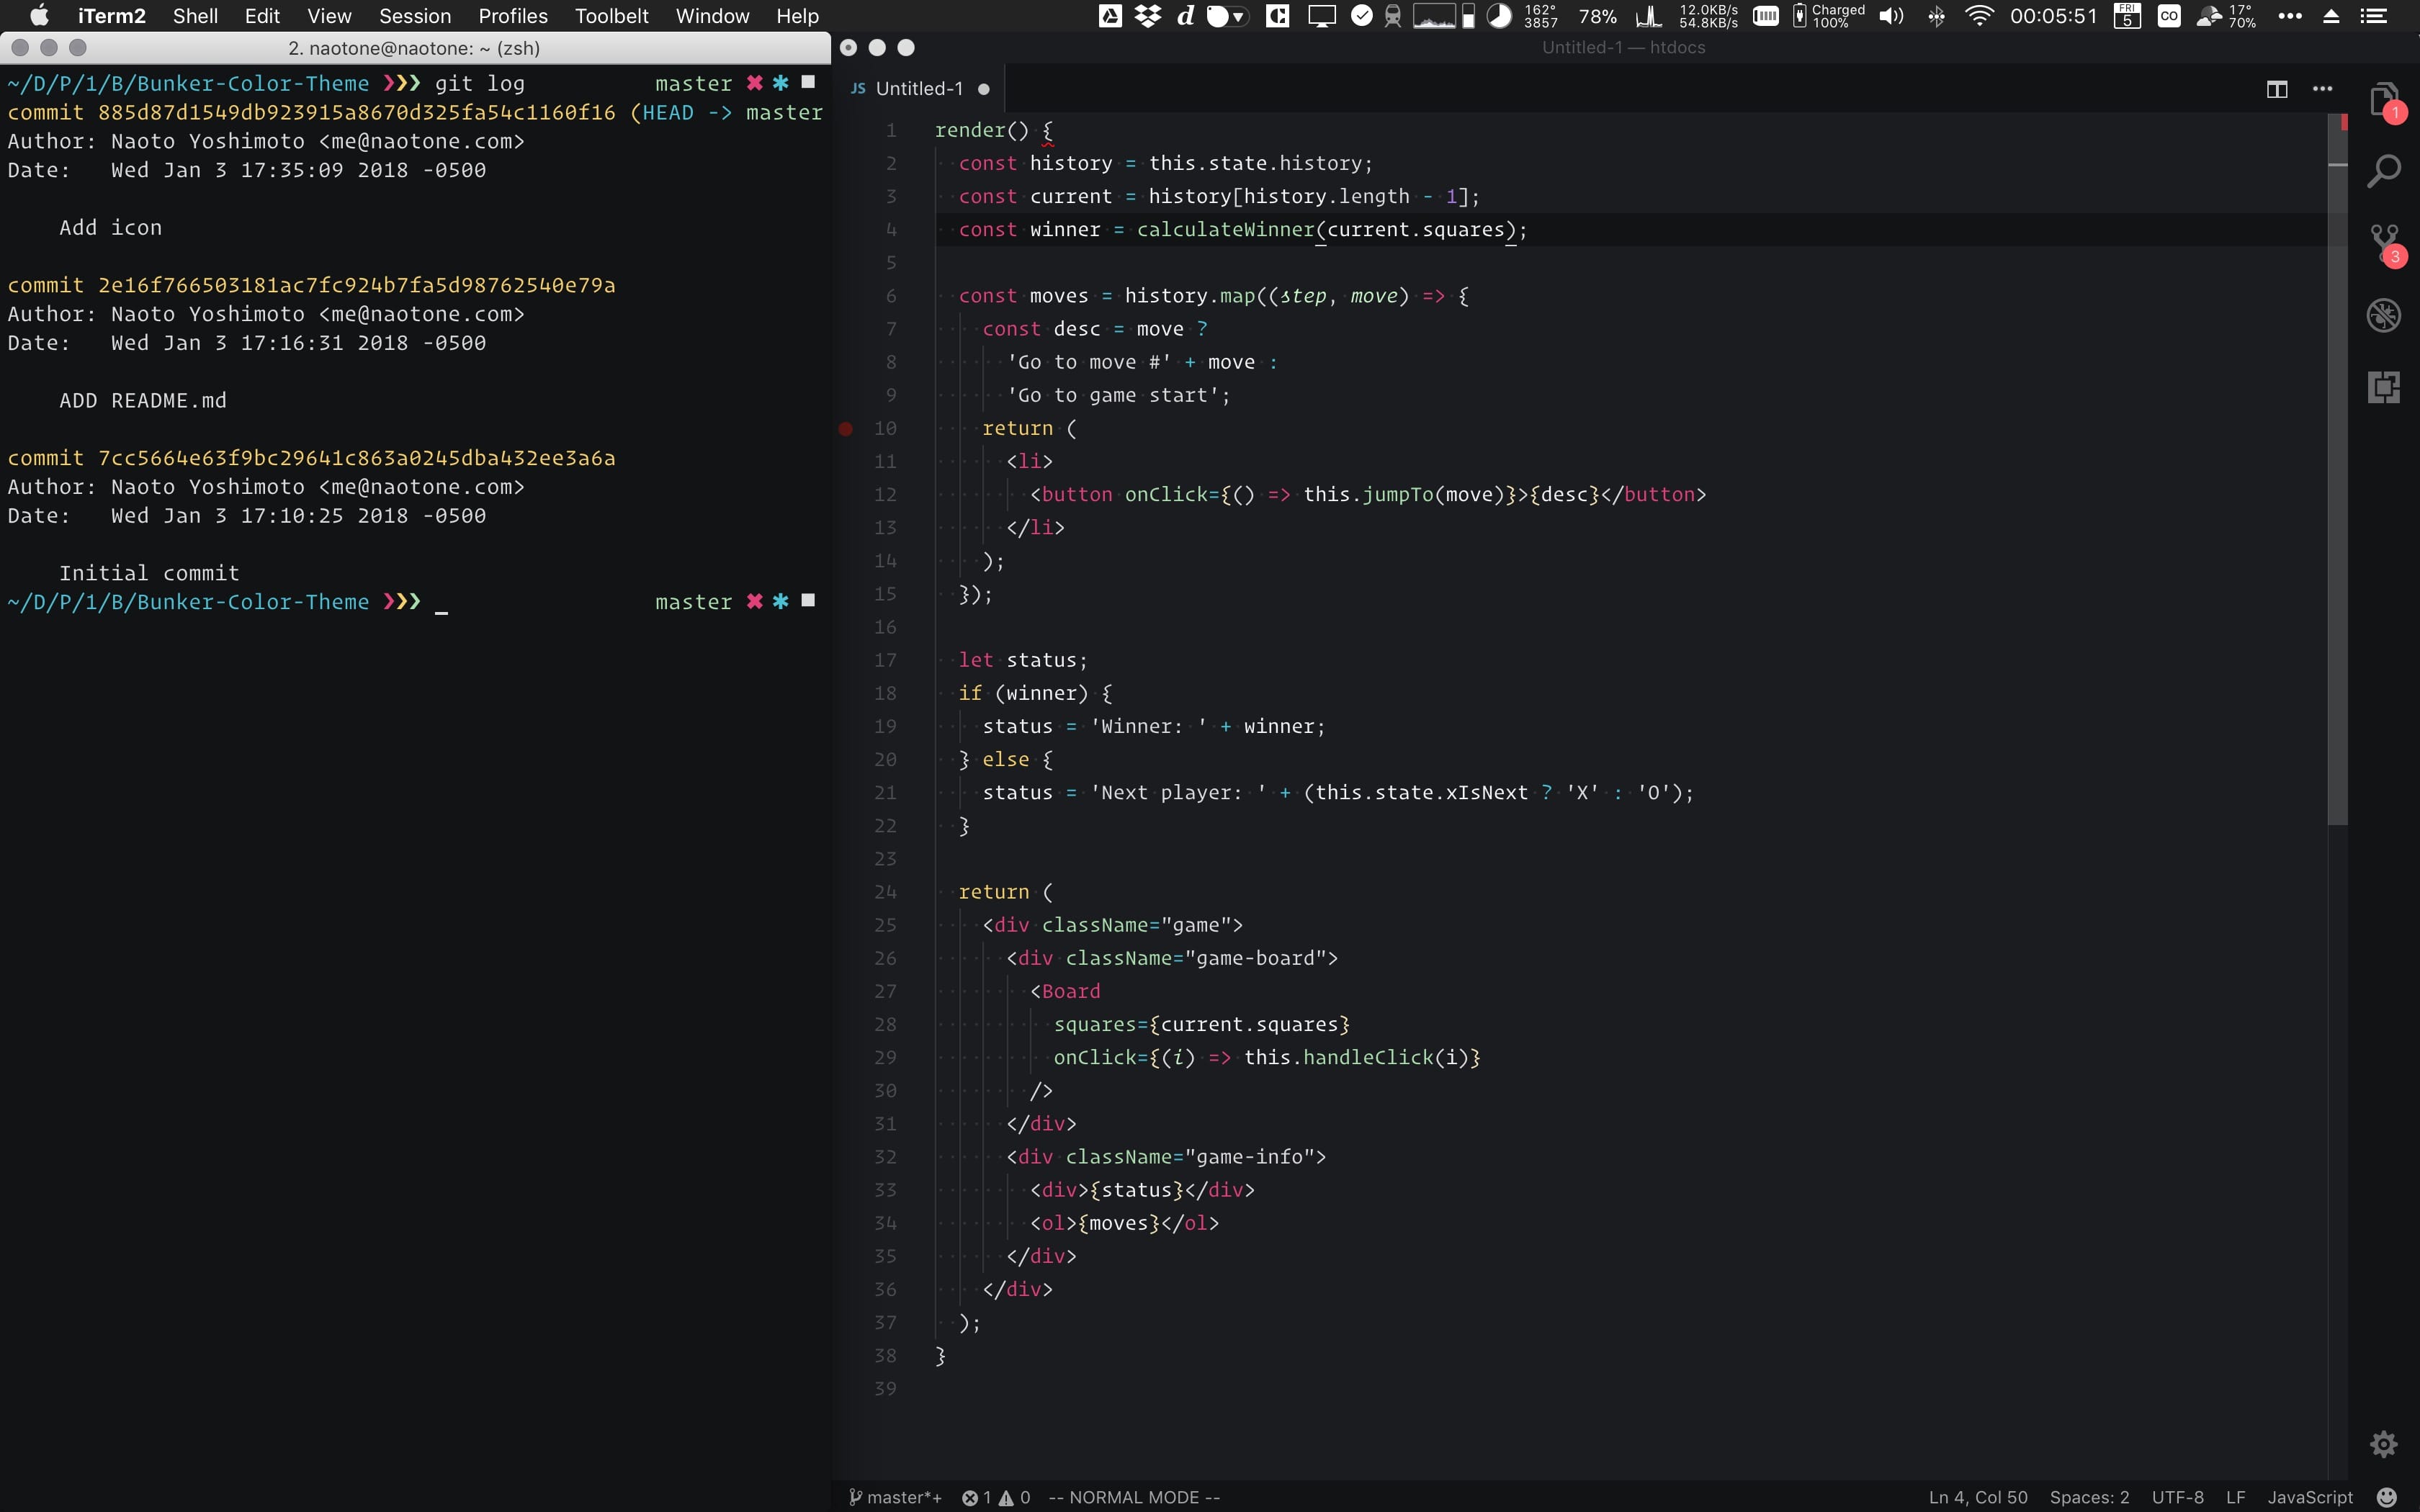 iTerm2 Shell Edit View Session Profiles Toolbelt Window Help
162° 3857 78% 12.0KB/s 54.8KB/s Charged 100% 00:05:51 FRI 5 CO 17° 70% •••
2. naotone@naotone: ~ (zsh)
~/D/P/1/B/Bunker-Color-Theme ❯❯❯ git log master ✖ ✱ ◼
commit 885d87d1549db923915a8670d325fa54c1160f16 (HEAD -> master
Author: Naoto Yoshimoto <me@naotone.com>
Date:   Wed Jan 3 17:35:09 2018 -0500
Add icon
commit 2e16f766503181ac7fc924b7fa5d98762540e79a
Author: Naoto Yoshimoto <me@naotone.com>
Date:   Wed Jan 3 17:16:31 2018 -0500
ADD README.md
commit 7cc5664e63f9bc29641c863a0245dba432ee3a6a
Author: Naoto Yoshimoto <me@naotone.com>
Date:   Wed Jan 3 17:10:25 2018 -0500
Initial commit
~/D/P/1/B/Bunker-Color-Theme ❯❯❯ _ master ✖ ✱ ◼
Untitled-1 — htdocs
JS Untitled-1 ●
1 render() {
2   const history = this.state.history;
3   const current = history[history.length - 1];
4   const winner = calculateWinner(current.squares);
5
6   const moves = history.map((step, move) => {
7     const desc = move ?
8       'Go to move #' + move :
9       'Go to game start';
10     return (
11       <li>
12         <button onClick={() => this.jumpTo(move)}>{desc}</button>
13       </li>
14     );
15   });
16
17   let status;
18   if (winner) {
19     status = 'Winner: ' + winner;
20   } else {
21     status = 'Next player: ' + (this.state.xIsNext ? 'X' : 'O');
22   }
23
24   return (
25     <div className="game">
26       <div className="game-board">
27         <Board
28           squares={current.squares}
29           onClick={(i) => this.handleClick(i)}
30         />
31       </div>
32       <div className="game-info">
33         <div>{status}</div>
34         <ol>{moves}</ol>
35       </div>
36     </div>
37   );
38 }
39
1
3
master*+ 1 0 -- NORMAL MODE -- Ln 4, Col 50 Spaces: 2 UTF-8 LF JavaScript